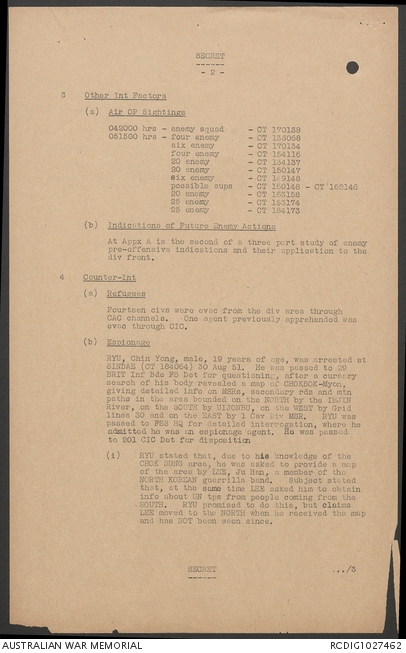 SECRET
- 2 -
3 Other Int Factors
(a) Air OP Sightings
042000 hrs - enemy squad - CT 170138
051500 hrs - four enemy - CT 133068
six enemy - CT 170134
four enemy - CT 154115
20 enemy - CT 134137
20 enemy - CT 150147
six enemy - CT 149148
possible sups - CT 160148 - CT 162146
20 enemy - CT 163158
25 enemy - CT 163174
25 enemy - CT 184173
(b) Indications of Future Enemy Actions
At Appx A is the second of a three part study of enemy
pre-offensive indications and their application to the
div front.
4 Counter-Int
(a) Refugees
Fourteen civs were evac from the div area through
CAC channels. One agent previously apprehended was
evac through CIC.
(b) Espionage
RYU, Chin Yong, male, 19 years of age, was arrested at
SINDAE (CT 164064) 30 Aug 51. He was passed to 29
BRIT Inf Bde FS Det for questioning, after a cursory
search of his body revealed a map of CHOKSOK-Myon,
giving detailed info on MSRs, secondary rds and mtn
paths in the area bounded on the NORTH by the IMJIN
River, on the SOUTH by UIJONBU, on the WEST by Grid
lines 30 and on the EAST by 1 Cav Div MSR. RYU was
passed to FSS HQ for detailed interrogation, where he
admitted he was an espionage agent. He was passed
to 201 CIC Det for disposition
(i) RYU stated that, due to his knowledge of the
CHOK SUNG area, he was asked to provide a map
of the area by LEE, Ju Hun, a member of the
NORTH KOREAN guerrilla band. Subject stated
that, at the same time LEE asked him to obtain
info about UN tps from people coming from the
SOUTH. RYU promised to do this, but claims
LEE moved to the NORTH when he received the map
and has NOT been seen since.
SECRET
.../3
AUSTRALIAN WAR MEMORIAL
RCDIG1027462